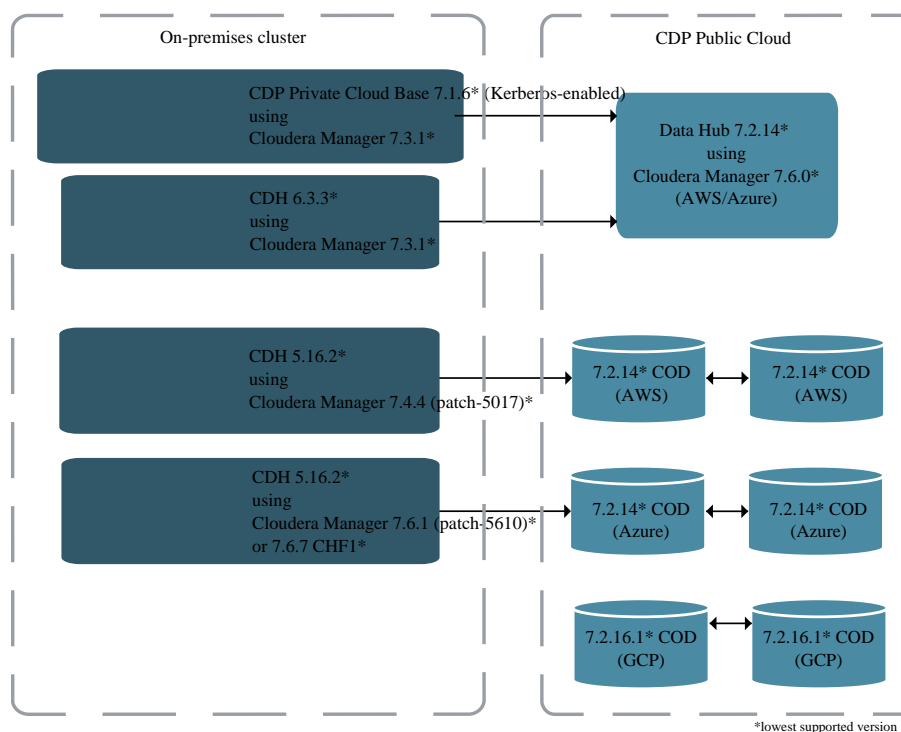 On-premises cluster
CDP Public Cloud
CDP Private Cloud Base 7.1.6* (Kerberos-enabled)
using
Cloudera Manager 7.3.1*
Data Hub 7.2.14*
using
Cloudera Manager 7.6.0*
(AWS/Azure)
CDH 6.3.3*
using
Cloudera Manager 7.3.1*
CDH 5.16.2*
using
Cloudera Manager 7.4.4 (patch-5017)*
7.2.14* COD
(AWS)
7.2.14* COD
(AWS)
CDH 5.16.2*
using
Cloudera Manager 7.6.1 (patch-5610)*
or 7.6.7 CHF1*
7.2.14* COD
(Azure)
7.2.14* COD
(Azure)
7.2.16.1* COD
(GCP)
7.2.16.1* COD
(GCP)
*lowest supported version